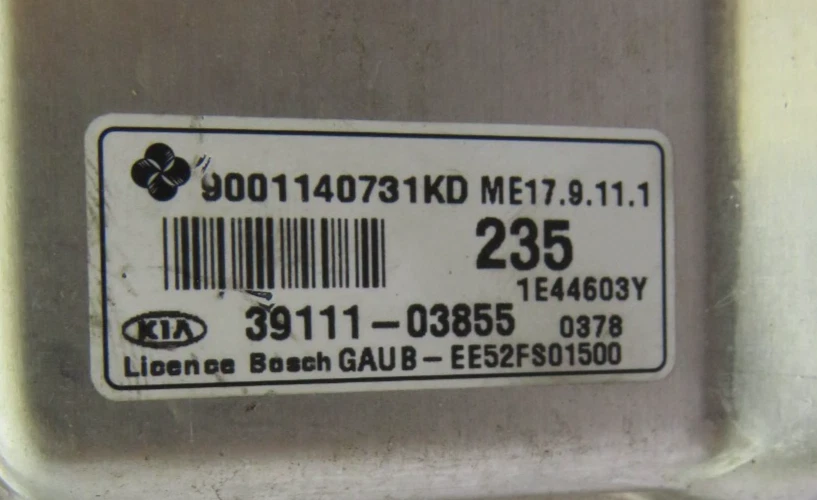 9001140731KD ME17.9.11.1
235
1E44603Y
KIA 39111-03855 0378
Licence Bosch GAUB-EE52FS01500